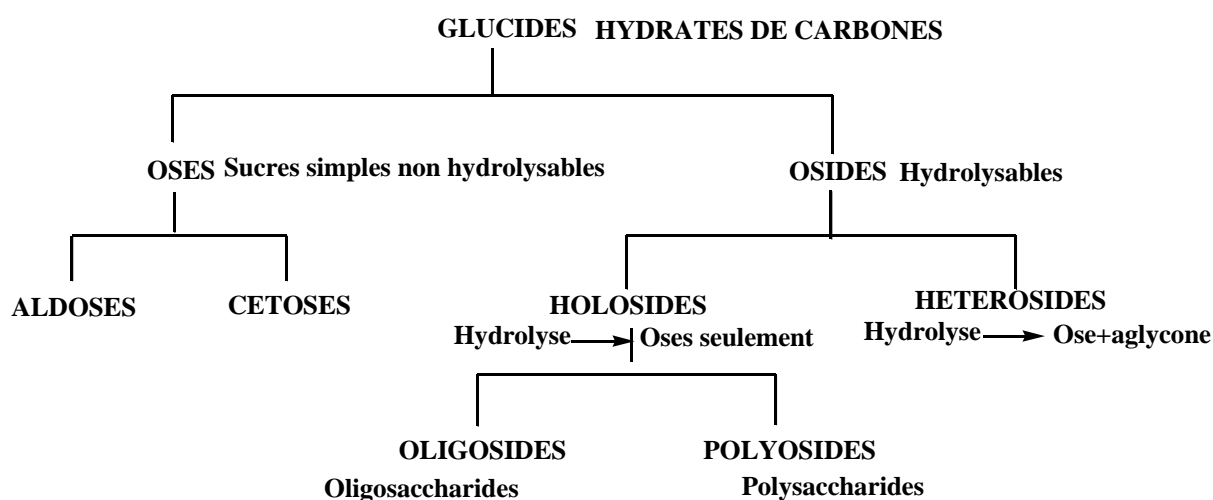 GLUCIDES HYDRATES DE CARBONES
OSES Sucres simples non hydrolysables
OSIDES Hydrolysables
ALDOSES
CETOSES
HOLOSIDES
HETEROSIDES
Hydrolyse Oses seulement
Hydrolyse Ose+aglycone
OLIGOSIDES
POLYOSIDES
Oligosaccharides
Polysaccharides